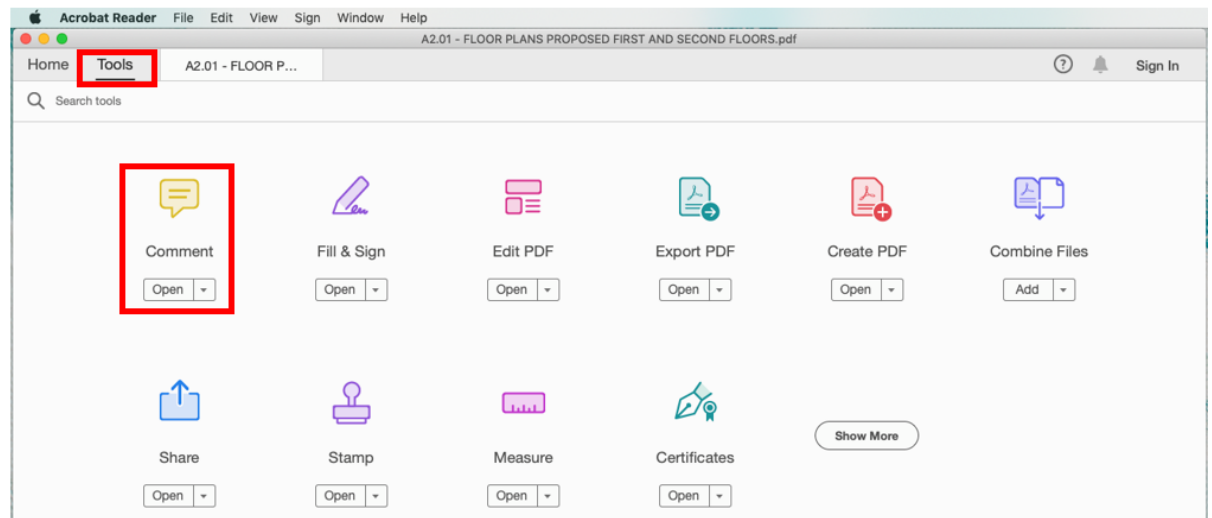 Acrobat Reader File Edit View Sign Window Help
A2.01 - FLOOR PLANS PROPOSED FIRST AND SECOND FLOORS.pdf
Home Tools A2.01 - FLOOR P... ? Sign In
Search tools
Comment Fill & Sign Edit PDF Export PDF Create PDF Combine Files
Open Open Open Open Open Add
Show More
Share Stamp Measure Certificates
Open Open Open Open